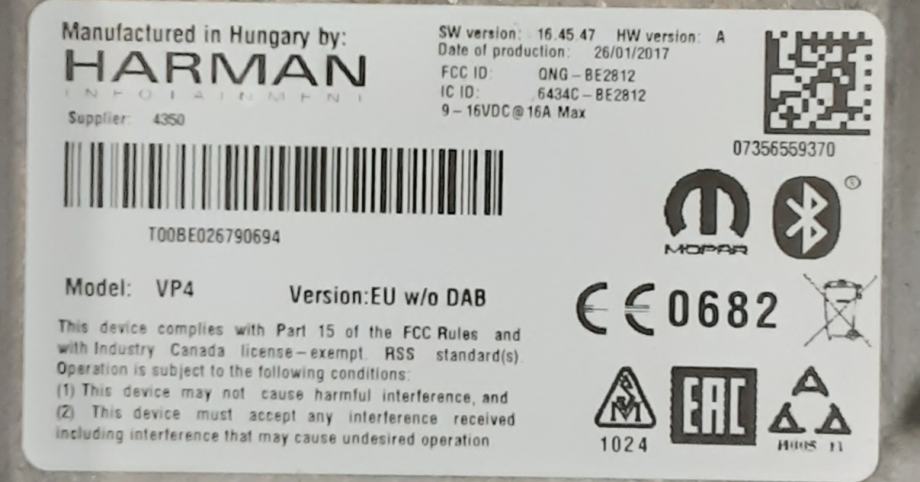 Manufactured in Hungary by:
HARMAN
INFOTAINMENT
Supplier: 4350
SW version: 16.45.47 HW version: A
Date of production: 26/01/2017
FCC ID: QNG-BE2812
IC ID: 6434C-BE2812
9-16VDC@16A Max
07356559370
T00BE026790694
MOPAR
Model: VP4 Version:EU w/o DAB
CE0682
This device complies with Part 15 of the FCC Rules and
with Industry Canada license-exempt RSS standard(s).
Operation is subject to the following conditions:
(1) This device may not cause harmful interference, and
(2) This device must accept any interference received
including interference that may cause undesired operation
1024
EAC